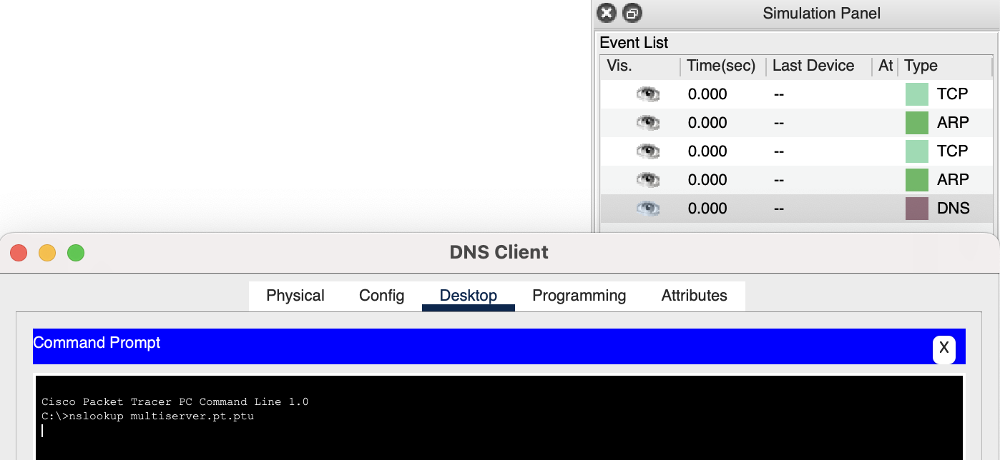 Simulation Panel
Event List
Vis. Time(sec) Last Device At Type
0.000 -- TCP
0.000 -- ARP
0.000 -- TCP
0.000 -- ARP
0.000 -- DNS
DNS Client
Physical Config Desktop Programming Attributes
Command Prompt
X
Cisco Packet Tracer PC Command Line 1.0
C:\>nslookup multiserver.pt.ptu